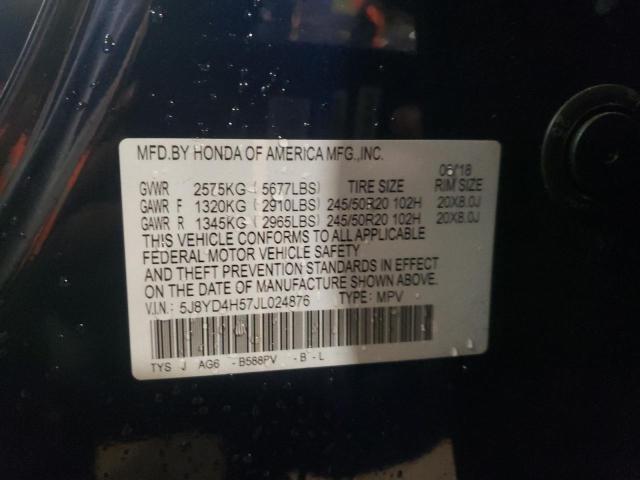 MFD.BY HONDA OF AMERICA MFG.,INC. 08/18
GVWR 2575KG ( 5677LBS) TIRE SIZE RIM SIZE
GAWR F 1320KG ( 2910LBS) 245/50R20 102H 20X8.0J
GAWR R 1345KG ( 2965LBS) 245/50R20 102H 20X8.0J
THIS VEHICLE CONFORMS TO ALL APPLICABLE
FEDERAL MOTOR VEHICLE SAFETY
AND THEFT PREVENTION STANDARDS IN EFFECT
ON THE DATE OF MANUFACTURE SHOWN ABOVE.
V.I.N.: 5J8YD4H57JL024876 TYPE: MPV
TYS J AG6 - B588PV - B - L